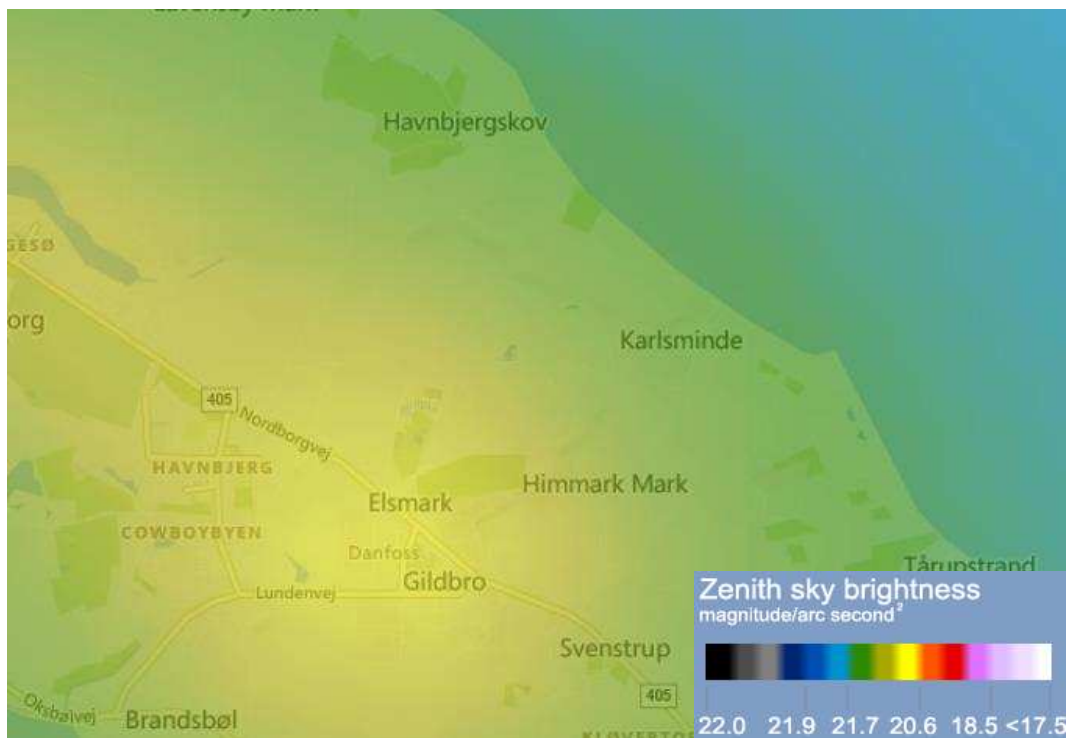 Havnbjergskov
GESØ
org
Karlsminde
405
Nordborgvej
HAVNBJERG
Himmark Mark
Elsmark
COWBOYBYEN
Danfoss
Gildbro
Tårupstrand
Lundenvej
Zenith sky brightness
magnitude/arc second²
Svenstrup
405
Oksbølvej
Brandsbøl
22.0 21.9 21.7 20.6 18.5 <17.5